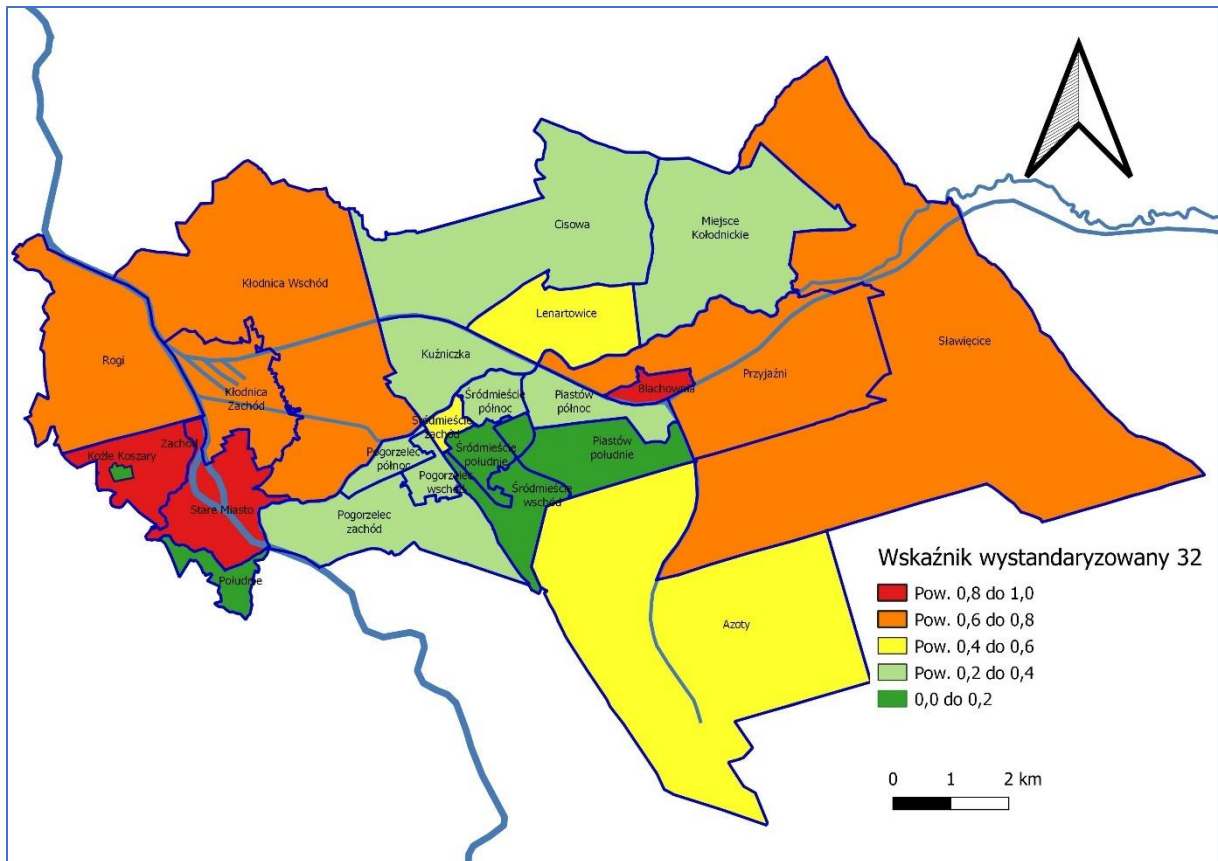 Cisowa
Miejsce
Kołodnickie
Kłodnica Wschód
Lenartowice
Sławięcice
Kuźniczka
Rogi
Przyjaźni
Blachownia
Kłodnica
Zachód
Śródmieście
północ
Piastów
północ
Śródmieście
zachód
Zachód
Koźle Koszary
Pogorzelec
północ
Śródmieście
południe
Piastów
południe
Pogorzelec
wschód
Śródmieście
wschód
Stare Miasto
Pogorzelec
zachód
Południe
Azoty
Wskaźnik wystandaryzowany 32
Pow. 0,8 do 1,0
Pow. 0,6 do 0,8
Pow. 0,4 do 0,6
Pow. 0,2 do 0,4
0,0 do 0,2
0 1 2 km